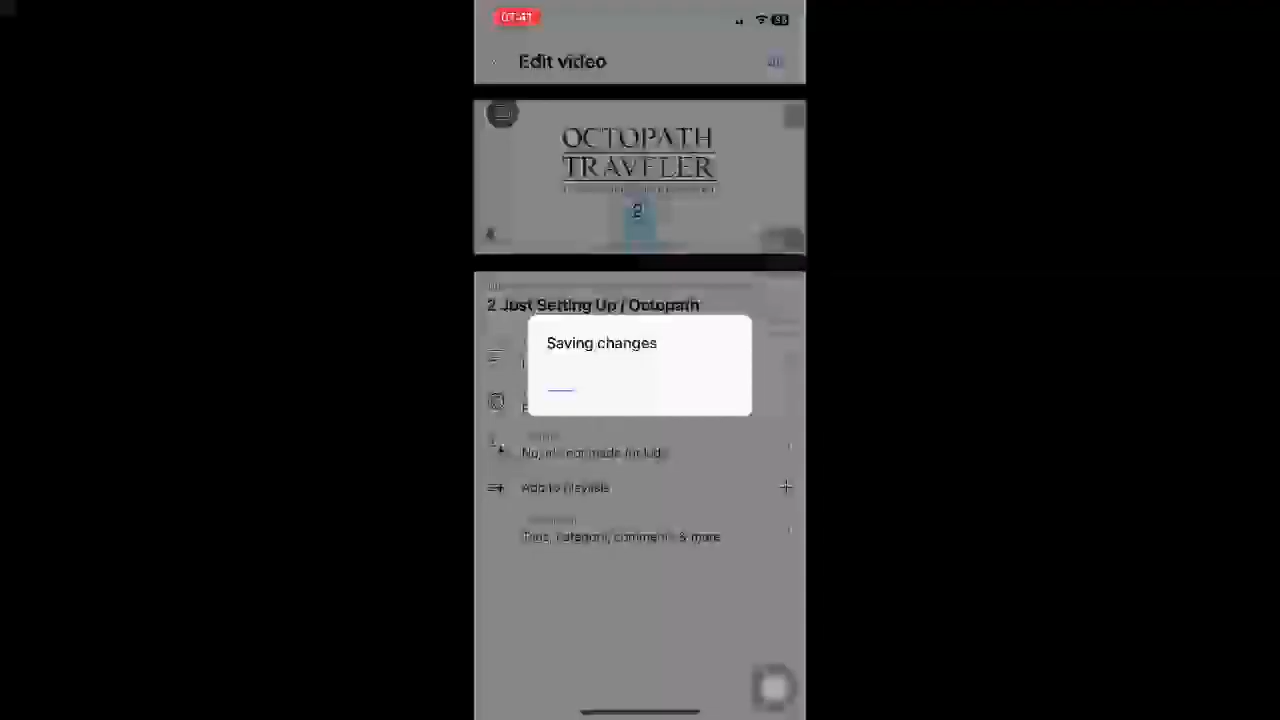 Edit video
OCTOPATH
TRAVELER
2
2 Just Setting Up / Octopath
Saving changes
No, it's not made for kids
Add to playlists
Tags, category, comments & more